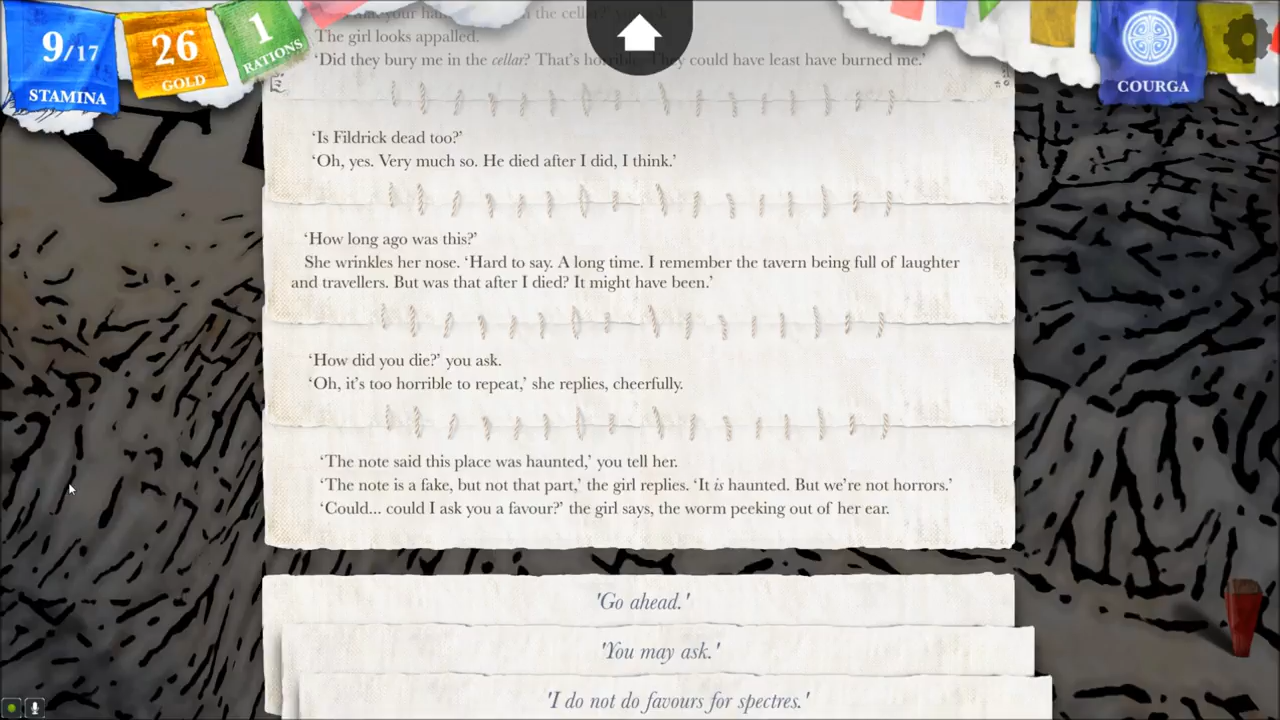 9/17
STAMINA
26
GOLD
1
RATIONS
COURGA
The girl looks appalled.
‘Did they bury me in the cellar? That's horrible. They could have least have burned me.’
‘Is Fildrick dead too?’
‘Oh, yes. Very much so. He died after I did, I think.’
‘How long ago was this?’
She wrinkles her nose. ‘Hard to say. A long time. I remember the tavern being full of laughter
and travellers. But was that after I died? It might have been.’
‘How did you die?’ you ask.
‘Oh, it’s too horrible to repeat,’ she replies, cheerfully.
‘The note said this place was haunted,’ you tell her.
‘The note is a fake, but not that part,’ the girl replies. ‘It is haunted. But we’re not horrors.’
‘Could... could I ask you a favour?’ the girl says, the worm peeking out of her ear.
'Go ahead.'
'You may ask.'
'I do not do favours for spectres.'